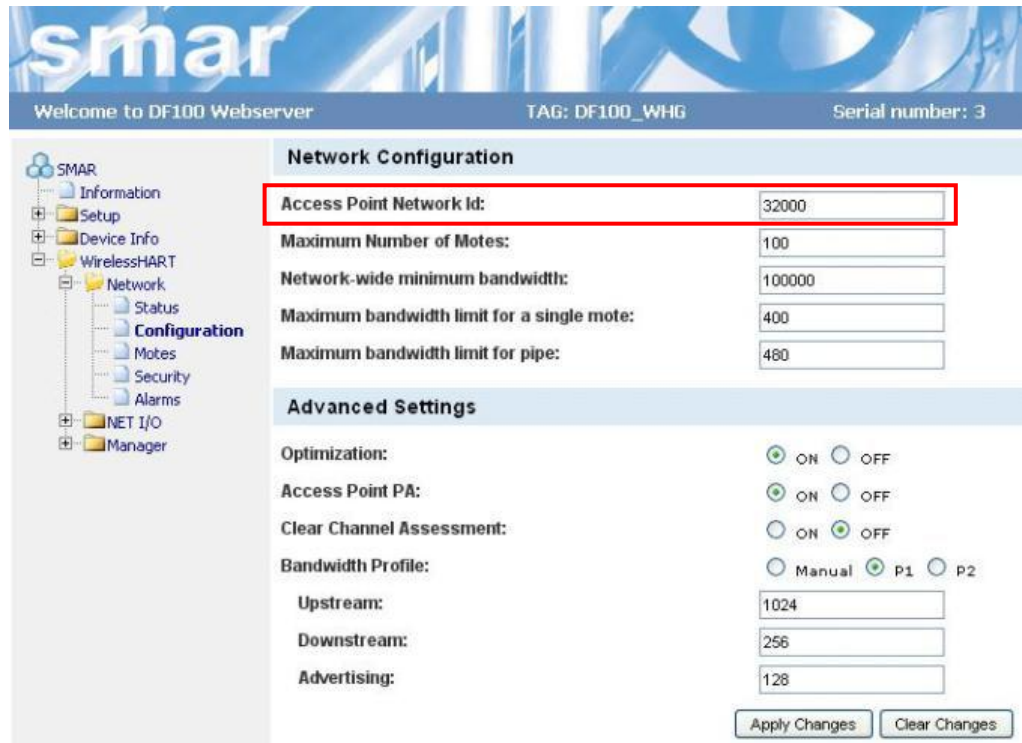 smar
Welcome to DF100 Webserver TAG: DF100_WHG Serial number: 3
SMAR
Information
Setup
Device Info
WirelessHART
Network
Status
Configuration
Motes
Security
Alarms
NET I/O
Manager
Network Configuration
Access Point Network Id: 32000
Maximum Number of Motes: 100
Network-wide minimum bandwidth: 100000
Maximum bandwidth limit for a single mote: 400
Maximum bandwidth limit for pipe: 480
Advanced Settings
Optimization: ON OFF
Access Point PA: ON OFF
Clear Channel Assessment: ON OFF
Bandwidth Profile: Manual P1 P2
Upstream: 1024
Downstream: 256
Advertising: 128
Apply Changes Clear Changes